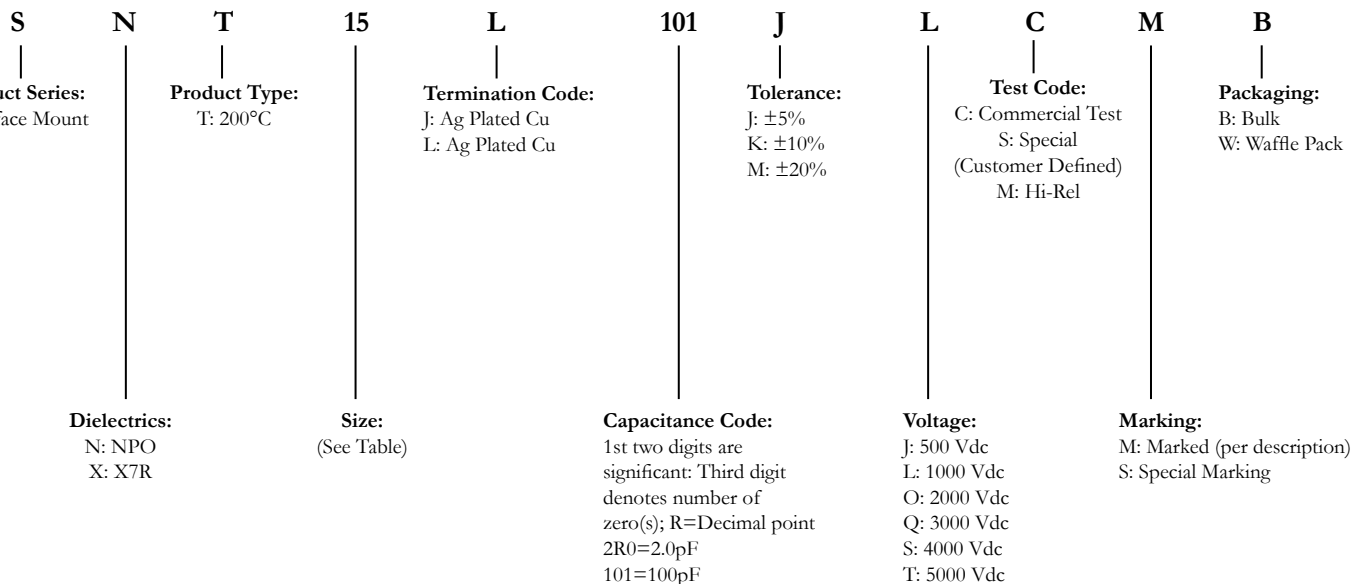 S N T 15 L 101 J L C M B
uct Series:
face Mount
Product Type:
T: 200°C
Termination Code:
J: Ag Plated Cu
L: Ag Plated Cu
Tolerance:
J: ±5%
K: ±10%
M: ±20%
Test Code:
C: Commercial Test
S: Special
(Customer Defined)
M: Hi-Rel
Packaging:
B: Bulk
W: Waffle Pack
Dielectrics:
N: NPO
X: X7R
Size:
(See Table)
Capacitance Code:
1st two digits are
significant: Third digit
denotes number of
zero(s); R=Decimal point
2R0=2.0pF
101=100pF
Voltage:
J: 500 Vdc
L: 1000 Vdc
O: 2000 Vdc
Q: 3000 Vdc
S: 4000 Vdc
T: 5000 Vdc
Marking:
M: Marked (per description)
S: Special Marking